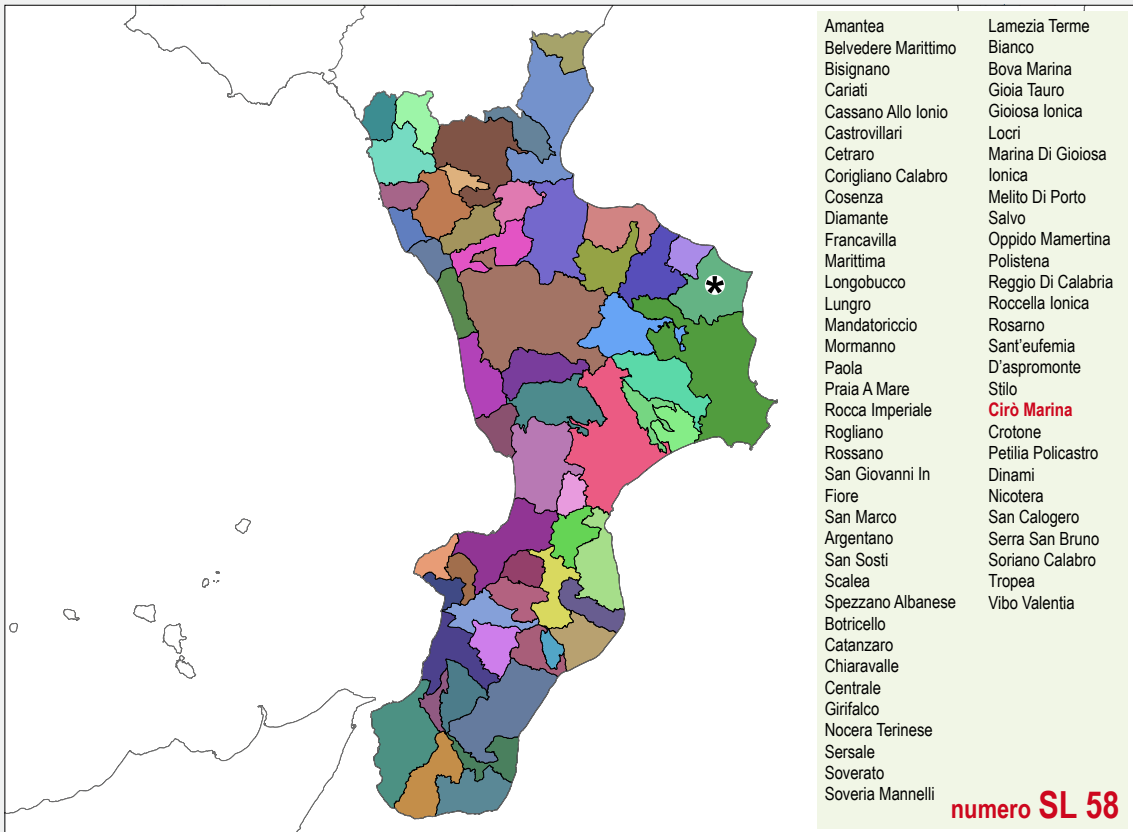 Amantea
Belvedere Marittimo
Bisignano
Cariati
Cassano Allo Ionio
Castrovillari
Cetraro
Corigliano Calabro
Cosenza
Diamante
Francavilla
Marittima
Longobucco
Lungro
Mandatoriccio
Mormanno
Paola
Praia A Mare
Rocca Imperiale
Rogliano
Rossano
San Giovanni In
Fiore
San Marco
Argentano
San Sosti
Scalea
Spezzano Albanese
Botricello
Catanzaro
Chiaravalle
Centrale
Girifalco
Nocera Terinese
Sersale
Soverato
Soveria Mannelli
Lamezia Terme
Bianco
Bova Marina
Gioia Tauro
Gioiosa Ionica
Locri
Marina Di Gioiosa
Ionica
Melito Di Porto
Salvo
Oppido Mamertina
Polistena
Reggio Di Calabria
Roccella Ionica
Rosarno
Sant'eufemia
D'aspromonte
Stilo
Cirò Marina
Crotone
Petilia Policastro
Dinami
Nicotera
San Calogero
Serra San Bruno
Soriano Calabro
Tropea
Vibo Valentia
numero SL 58
*